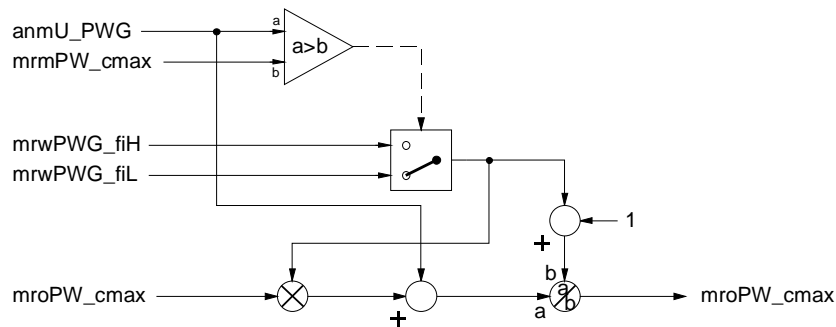 anmU_PWG
a
a>b
mrmPW_cmax
b
mrwPWG_fiH
mrwPWG_fiL
1
+
b
a
b
mroPW_cmax
a
mroPW_cmax
+